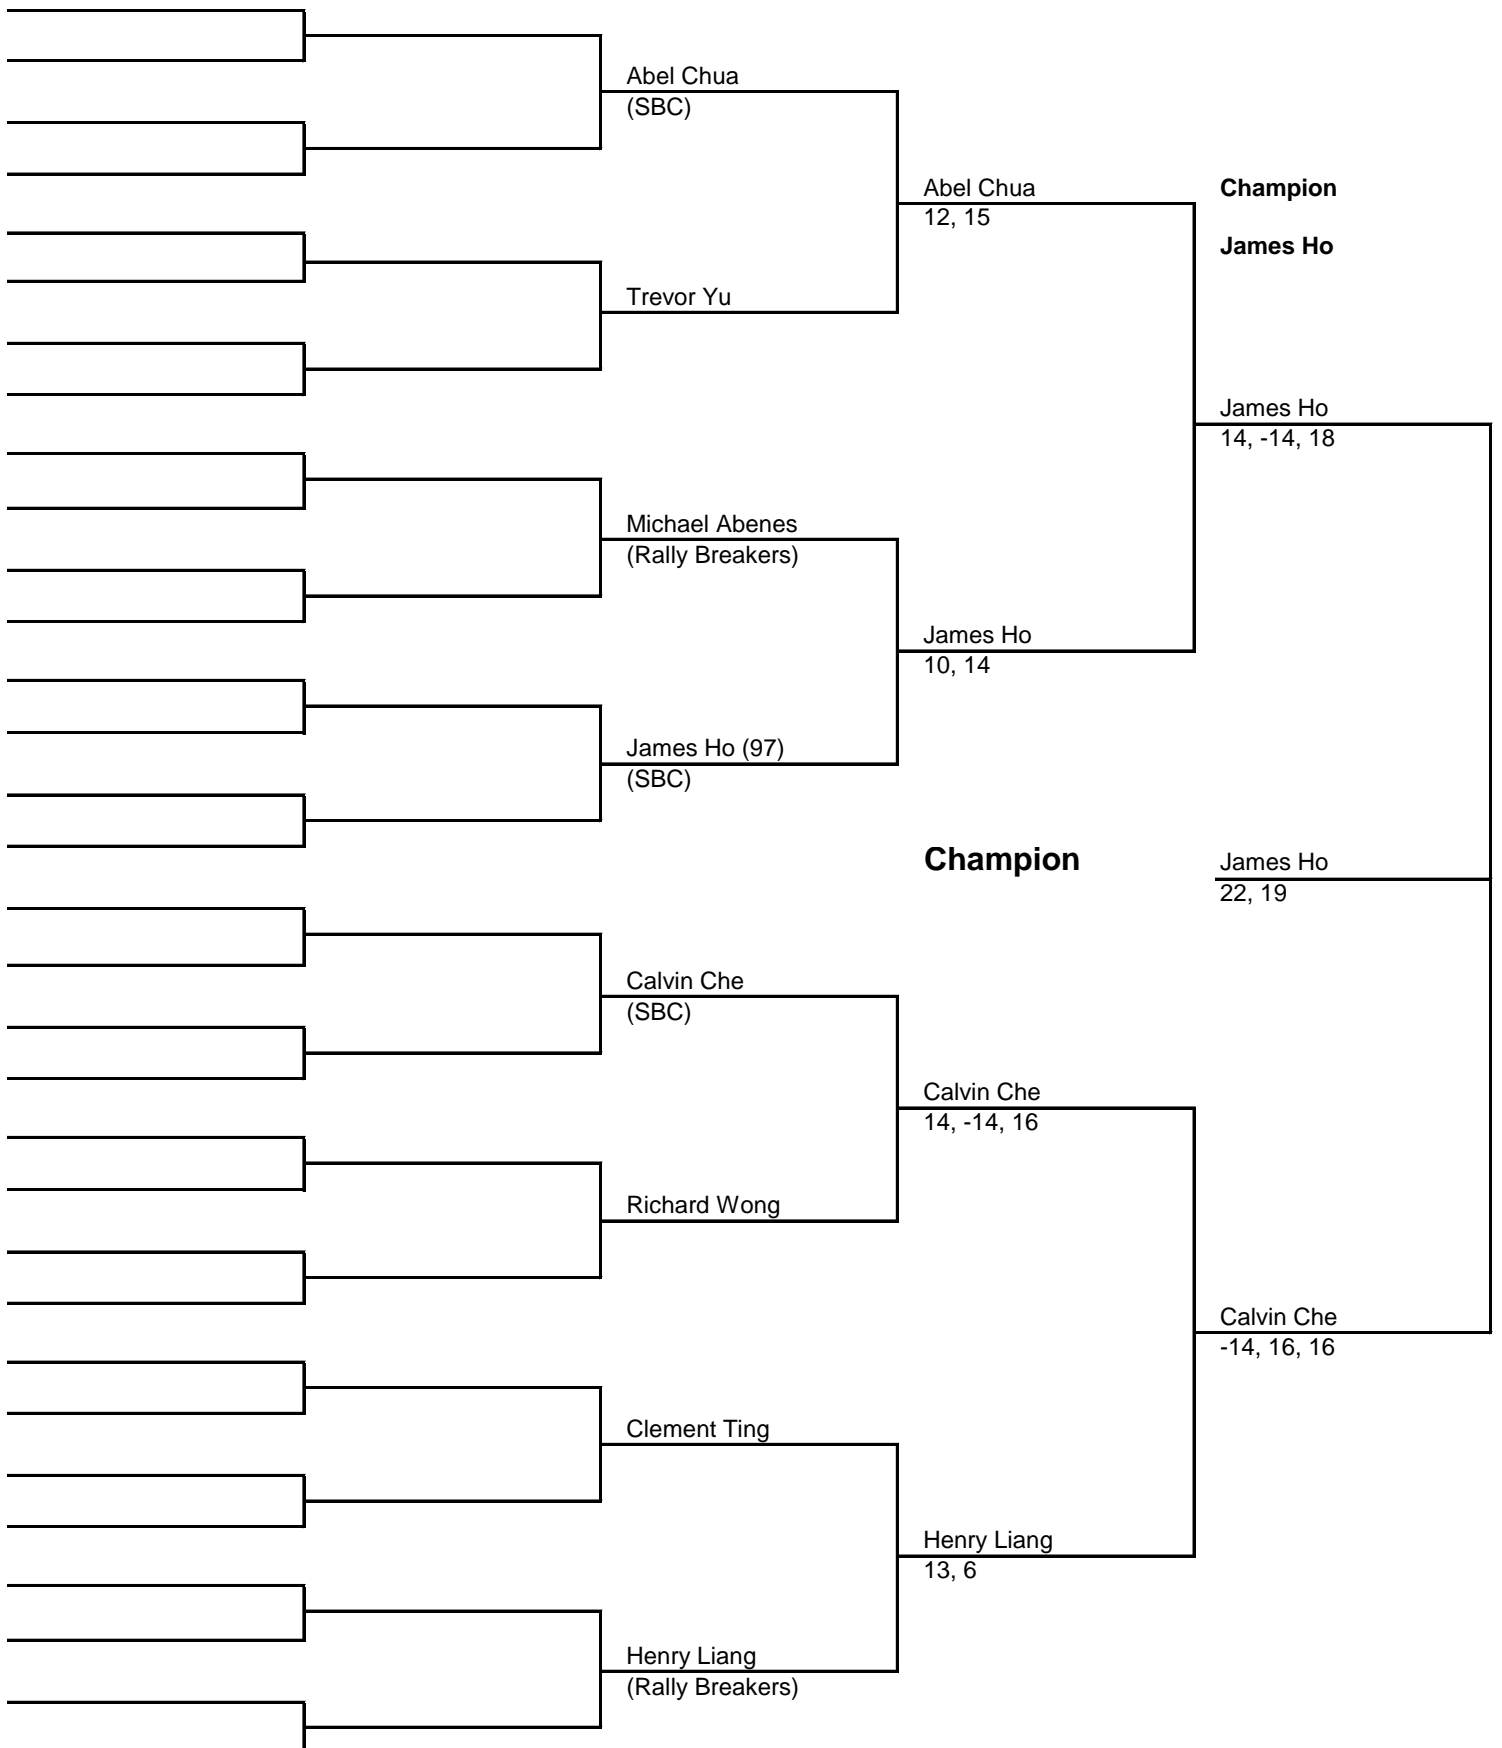 Abel Chua
(SBC)
Abel Chua
12, 15
Champion
James Ho
Trevor Yu
James Ho
14, -14, 18
Michael Abenes
(Rally Breakers)
James Ho
10, 14
James Ho (97)
(SBC)
Champion
James Ho
22, 19
Calvin Che
(SBC)
Calvin Che
14, -14, 16
Richard Wong
Calvin Che
-14, 16, 16
Clement Ting
Henry Liang
13, 6
Henry Liang
(Rally Breakers)